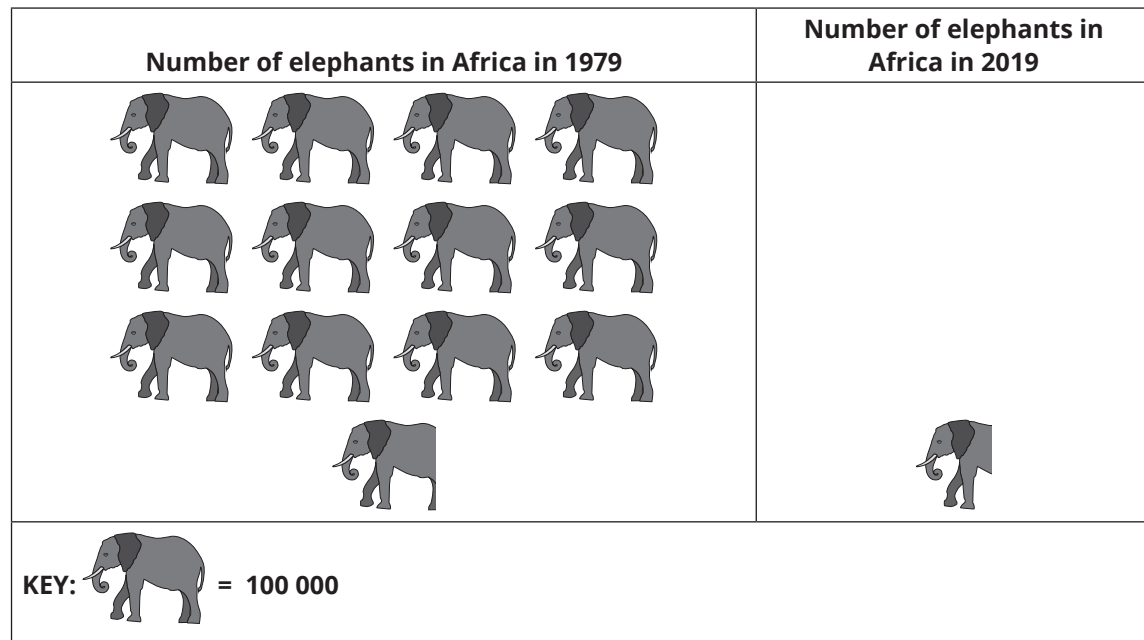 Number of elephants in Africa in 1979
Number of elephants in
Africa in 2019
KEY: = 100 000